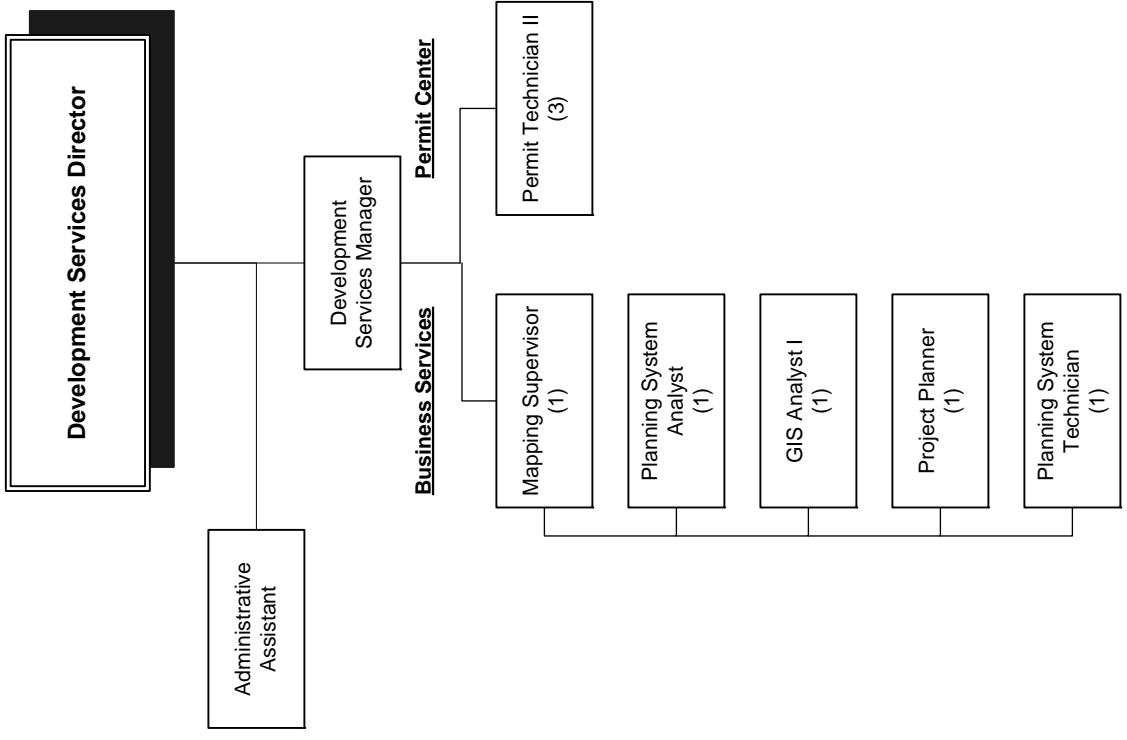 Development Services Director
Administrative
Assistant
Development
Services Manager
Business Services
Permit Center
Mapping Supervisor
(1)
Permit Technician II
(3)
Planning System
Analyst
(1)
GIS Analyst I
(1)
Project Planner
(1)
Planning System
Technician
(1)